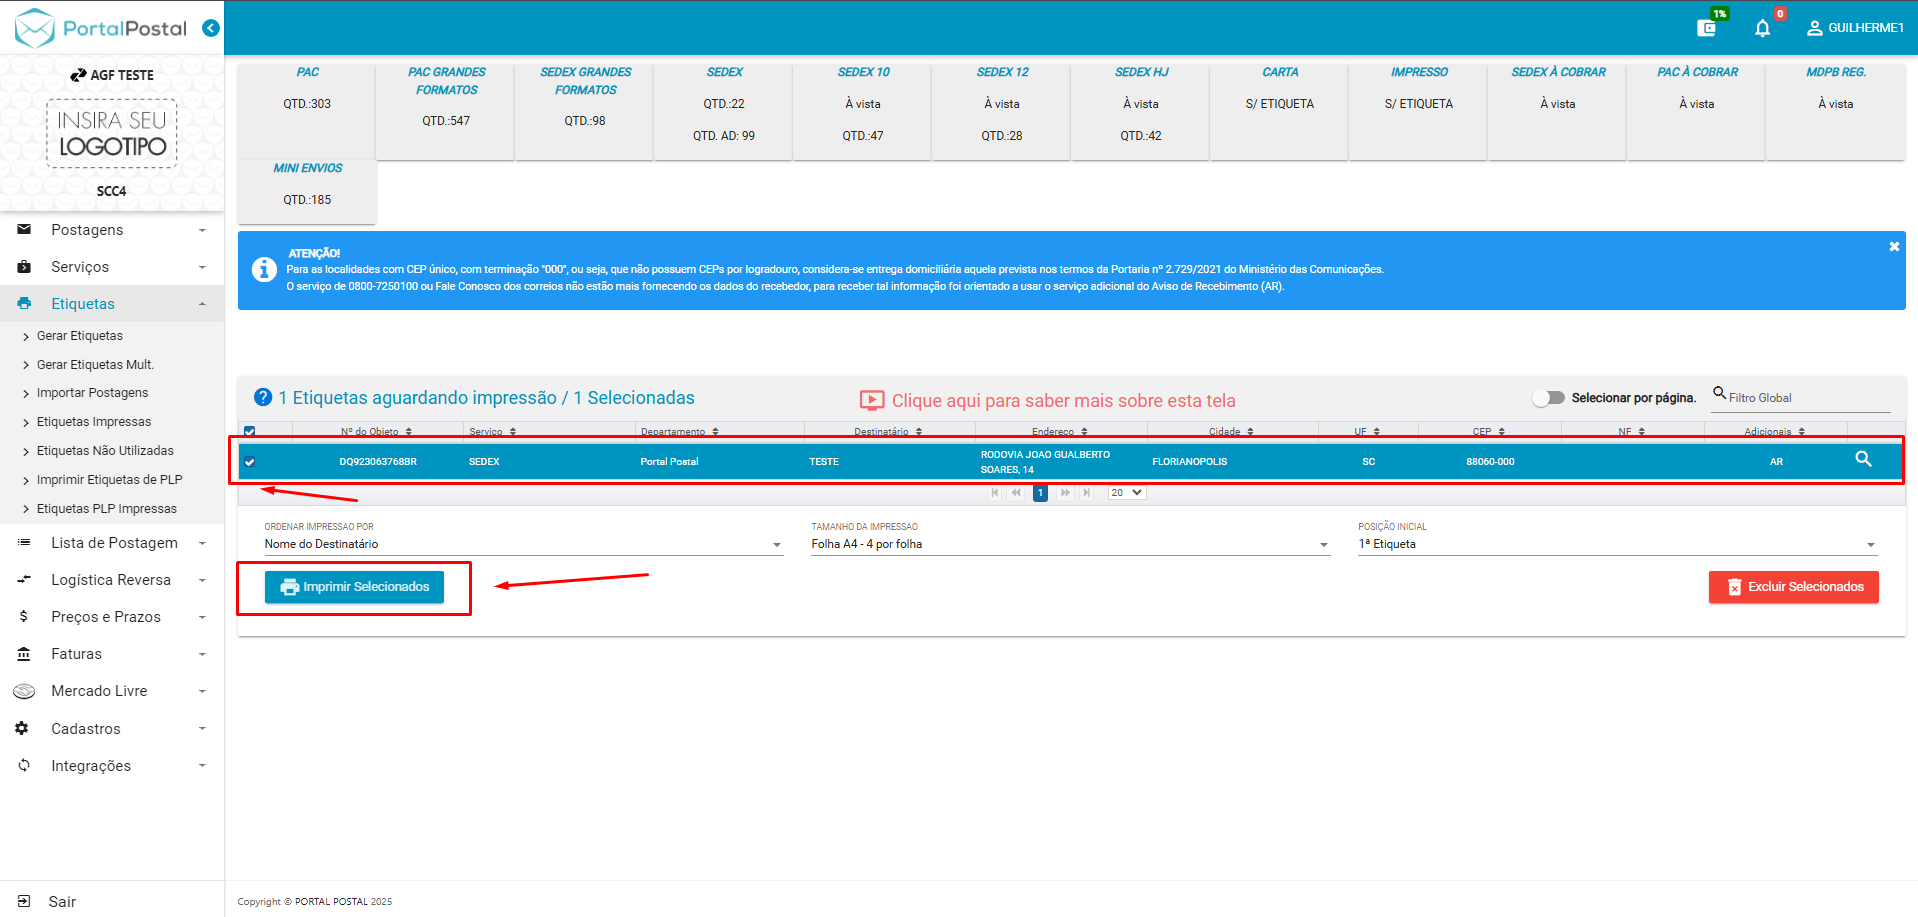 PortalPostal
1%
0
GUILHERME1
AGF TESTE
INSIRA SEU
LOGOTIPO
SCC4
Postagens
Serviços
Etiquetas
Gerar Etiquetas
Gerar Etiquetas Mult.
Importar Postagens
Etiquetas Impressas
Etiquetas Não Utilizadas
Imprimir Etiquetas de PLP
Etiquetas PLP Impressas
Lista de Postagem
Logística Reversa
Preços e Prazos
Faturas
Mercado Livre
Cadastros
Integrações
Sair
PAC
QTD.:303
PAC GRANDES
FORMATOS
QTD.:547
SEDEX GRANDES
FORMATOS
QTD.:98
SEDEX
QTD.:22
QTD. AD: 99
SEDEX 10
À vista
QTD.:47
SEDEX 12
À vista
QTD.:28
SEDEX HJ
À vista
QTD.:42
CARTA
S/ ETIQUETA
IMPRESSO
S/ ETIQUETA
SEDEX À COBRAR
À vista
PAC À COBRAR
À vista
MDPB REG.
À vista
MINI ENVIOS
QTD.:185
ATENÇÃO!
Para as localidades com CEP único, com terminação "000", ou seja, que não possuem CEPs por logradouro, considera-se entrega domiciliária aquela prevista nos termos da Portaria nº 2.729/2021 do Ministério das Comunicações.
O serviço de 0800-7250100 ou Fale Conosco dos correios não estão mais fornecendo os dados do recebedor, para receber tal informação foi orientado a usar o serviço adicional do Aviso de Recebimento (AR).
1 Etiquetas aguardando impressão / 1 Selecionadas
Clique aqui para saber mais sobre esta tela
Selecionar por página.
Filtro Global
Nº do Objeto Serviço Departamento Destinatário Endereço Cidade UF CEP NF Adicionais
DQ923063768BR SEDEX Portal Postal TESTE RODOVIA JOAO GUALBERTO SOARES, 14 FLORIANOPOLIS SC 88060-000 AR
1
20
ORDENAR IMPRESSAO POR
Nome do Destinatário
TAMANHO DA IMPRESSAO
Folha A4 - 4 por folha
POSIÇÃO INICIAL
1ª Etiqueta
Imprimir Selecionados
Excluir Selecionados
Copyright © PORTAL POSTAL 2025